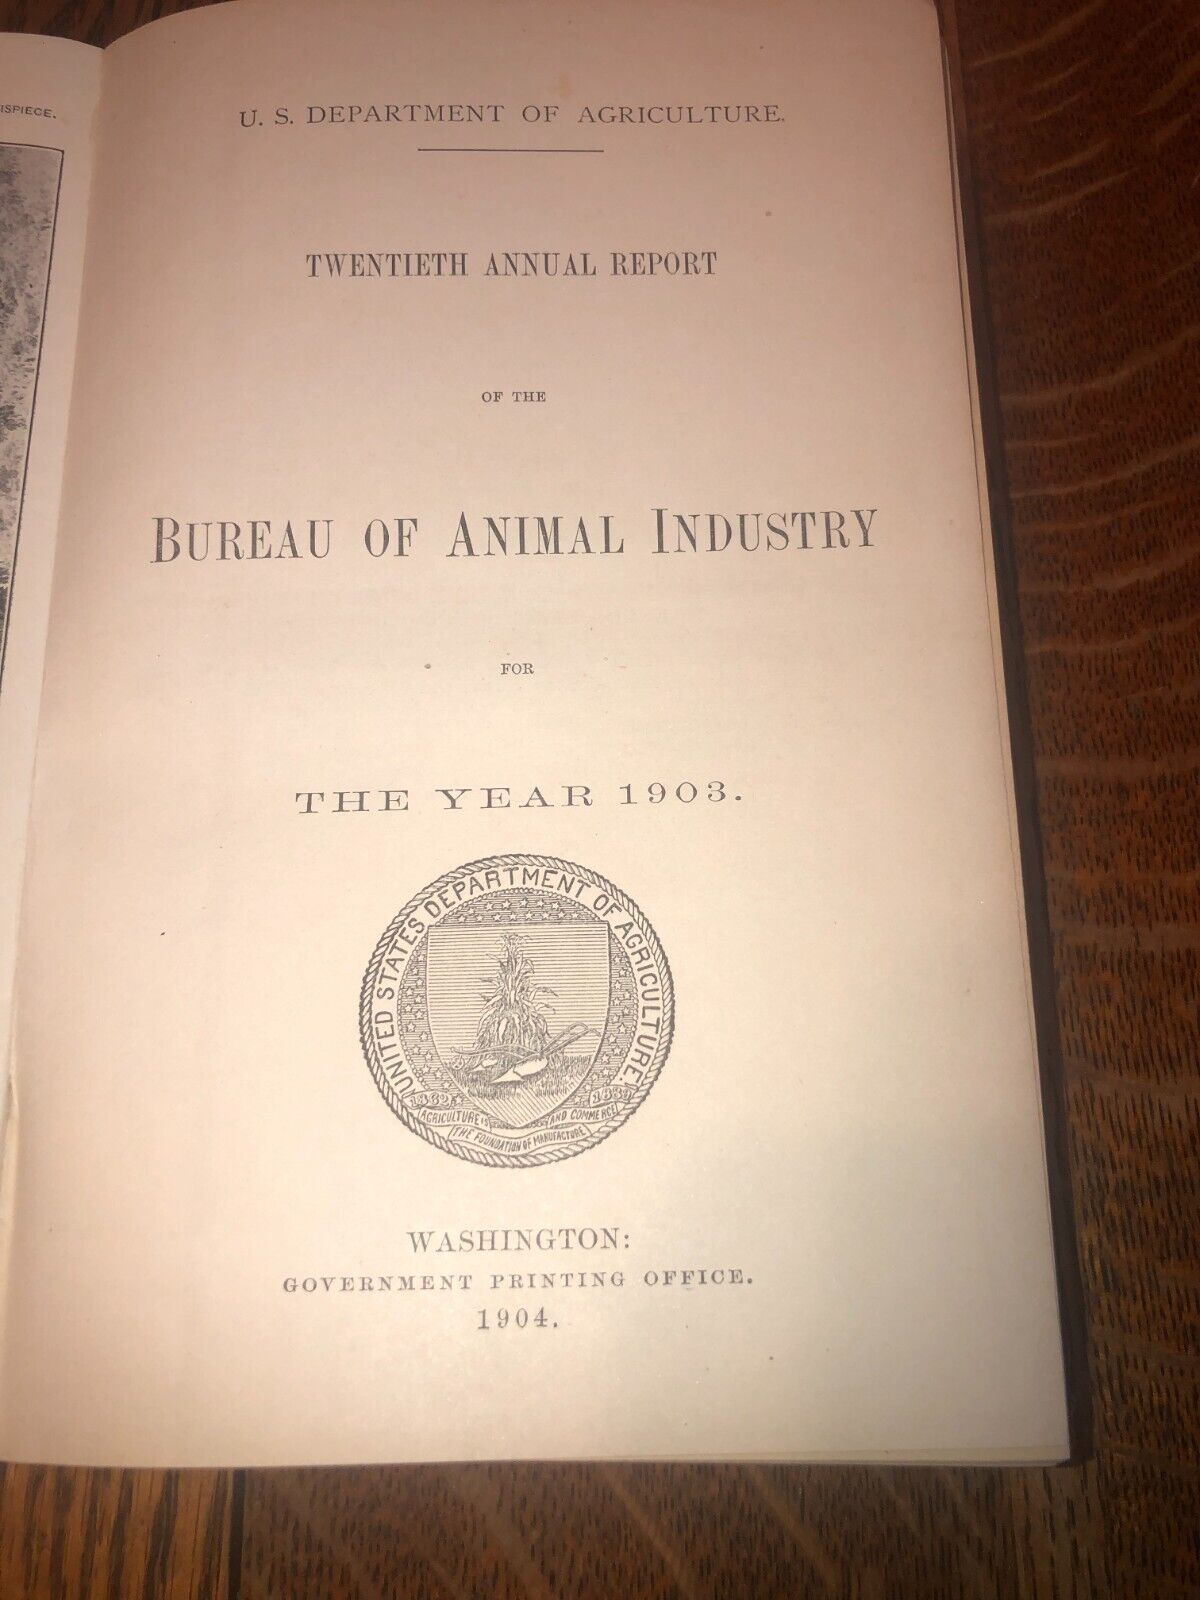 ISPIECE.
U. S. DEPARTMENT OF AGRICULTURE.
TWENTIETH ANNUAL REPORT
OF THE
BUREAU OF ANIMAL INDUSTRY
FOR
THE YEAR 1903.
UNITED STATES DEPARTMENT OF AGRICULTURE.
1862 1889
AGRICULTURE IS THE FOUNDATION OF MANUFACTURE AND COMMERCE
WASHINGTON:
GOVERNMENT PRINTING OFFICE.
1904.